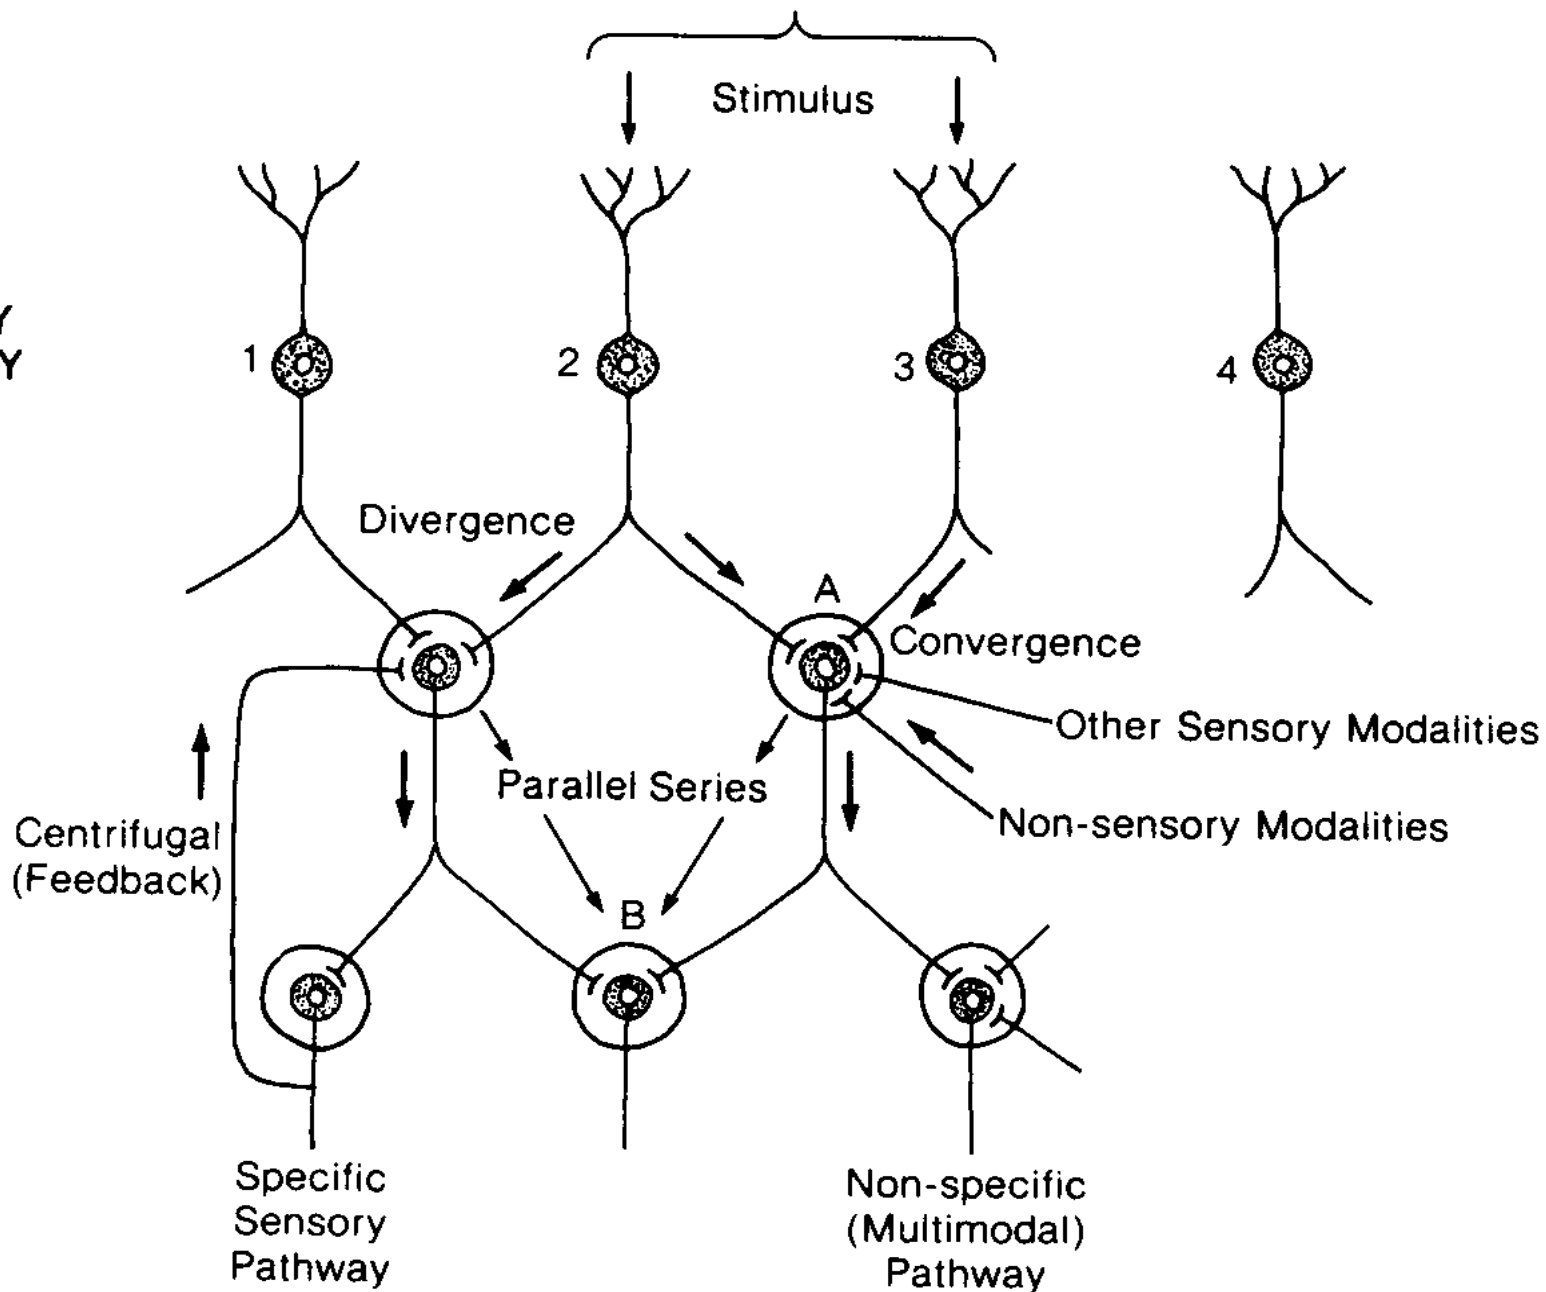 Stimulus
Y
Y
1
2
3
4
Divergence
A
Convergence
Other Sensory Modalities
Parallel Series
Non-sensory Modalities
Centrifugal
(Feedback)
B
Specific
Sensory
Pathway
Non-specific
(Multimodal)
Pathway